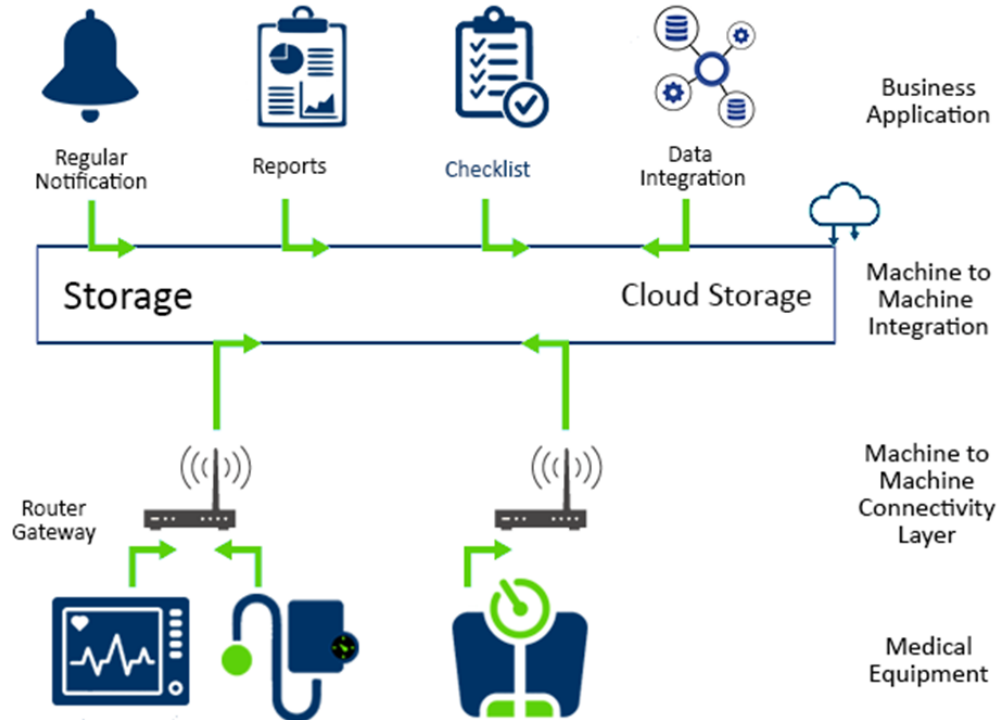 Regular
Notification
Reports
Checklist
Data
Integration
Business
Application
Storage
Cloud Storage
Machine to
Machine
Integration
Router
Gateway
Machine to
Machine
Connectivity
Layer
Medical
Equipment